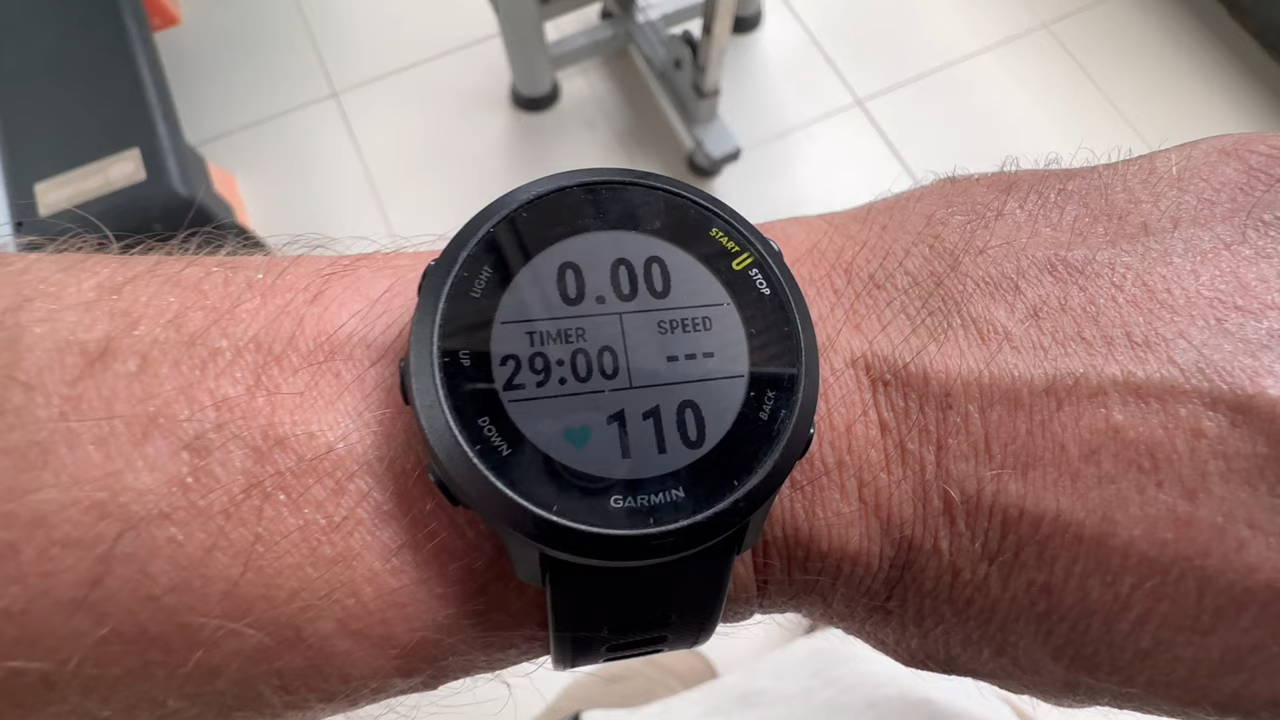 START
STOP
LIGHT
0.00
TIMER
SPEED
29:00
---
UP
BACK
110
DOWN
GARMIN